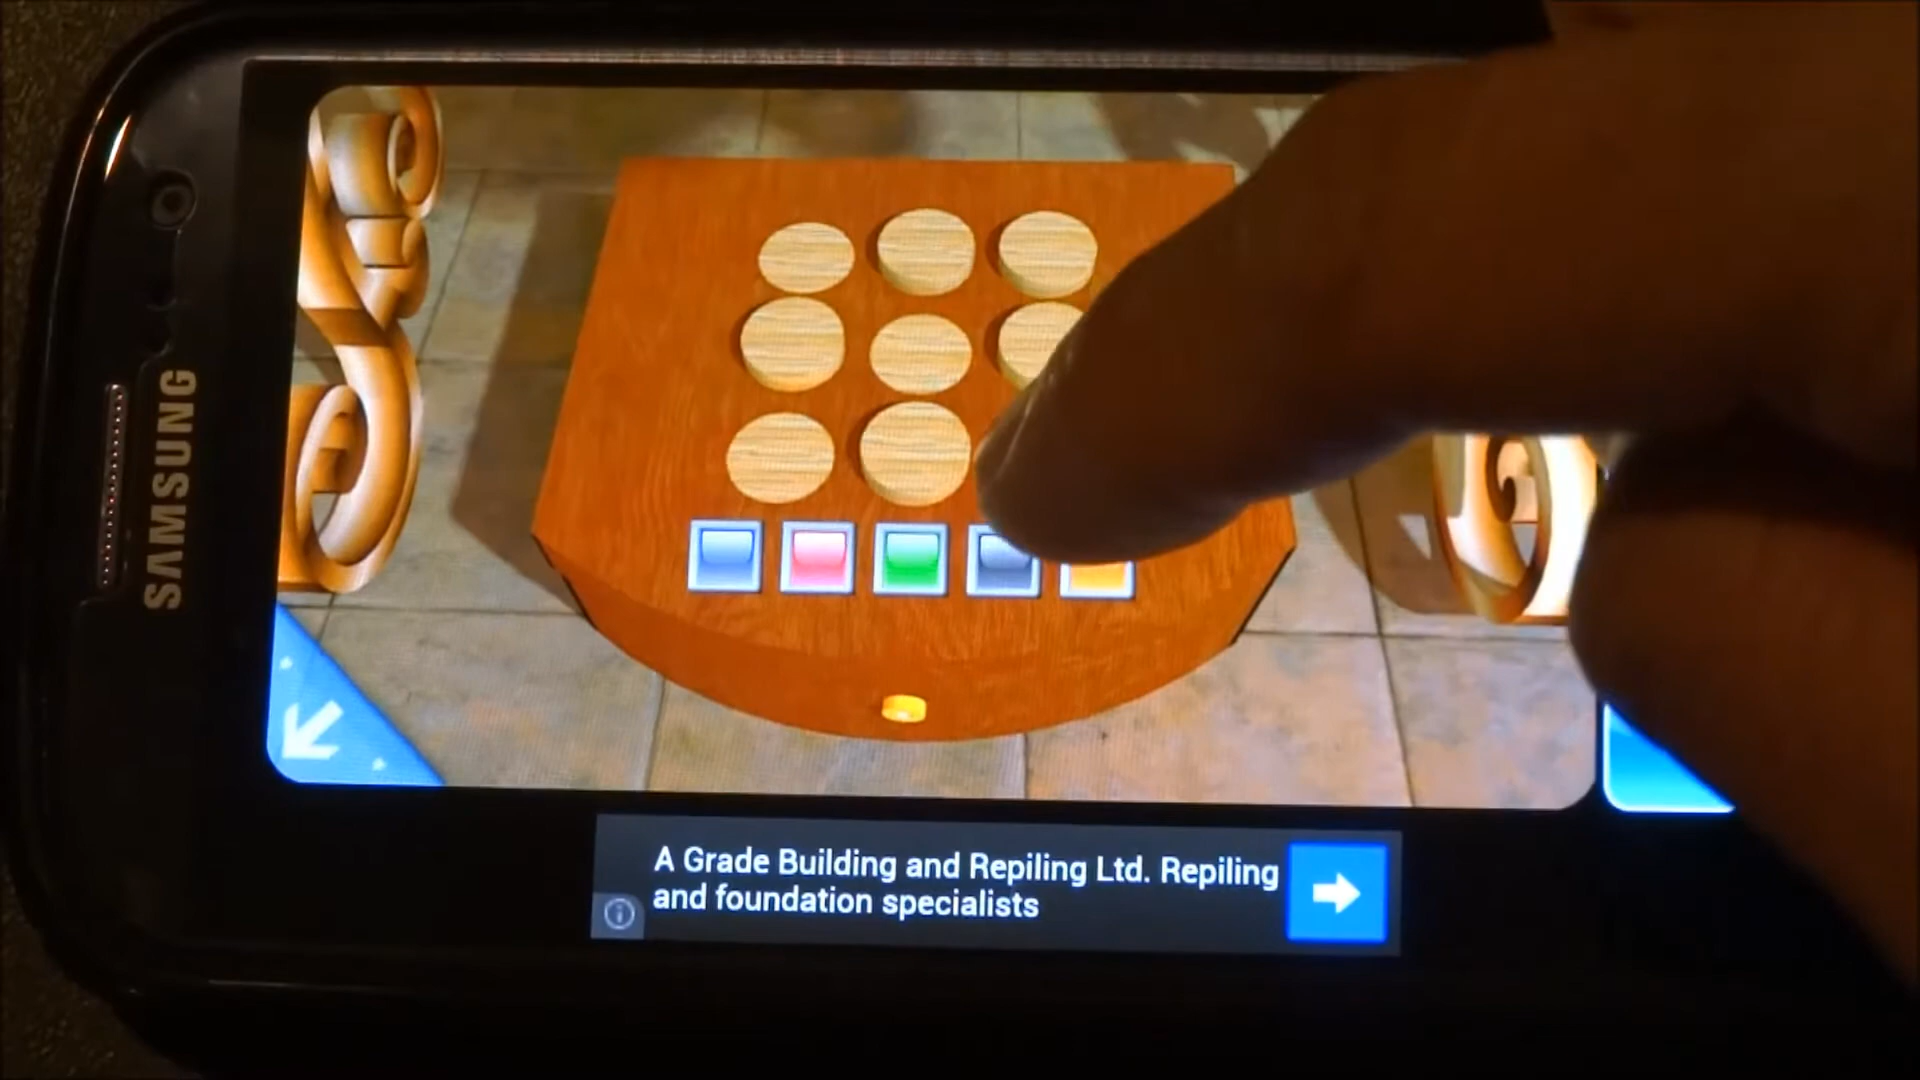 SAMSUNG
A Grade Building and Repiling Ltd. Repiling
and foundation specialists